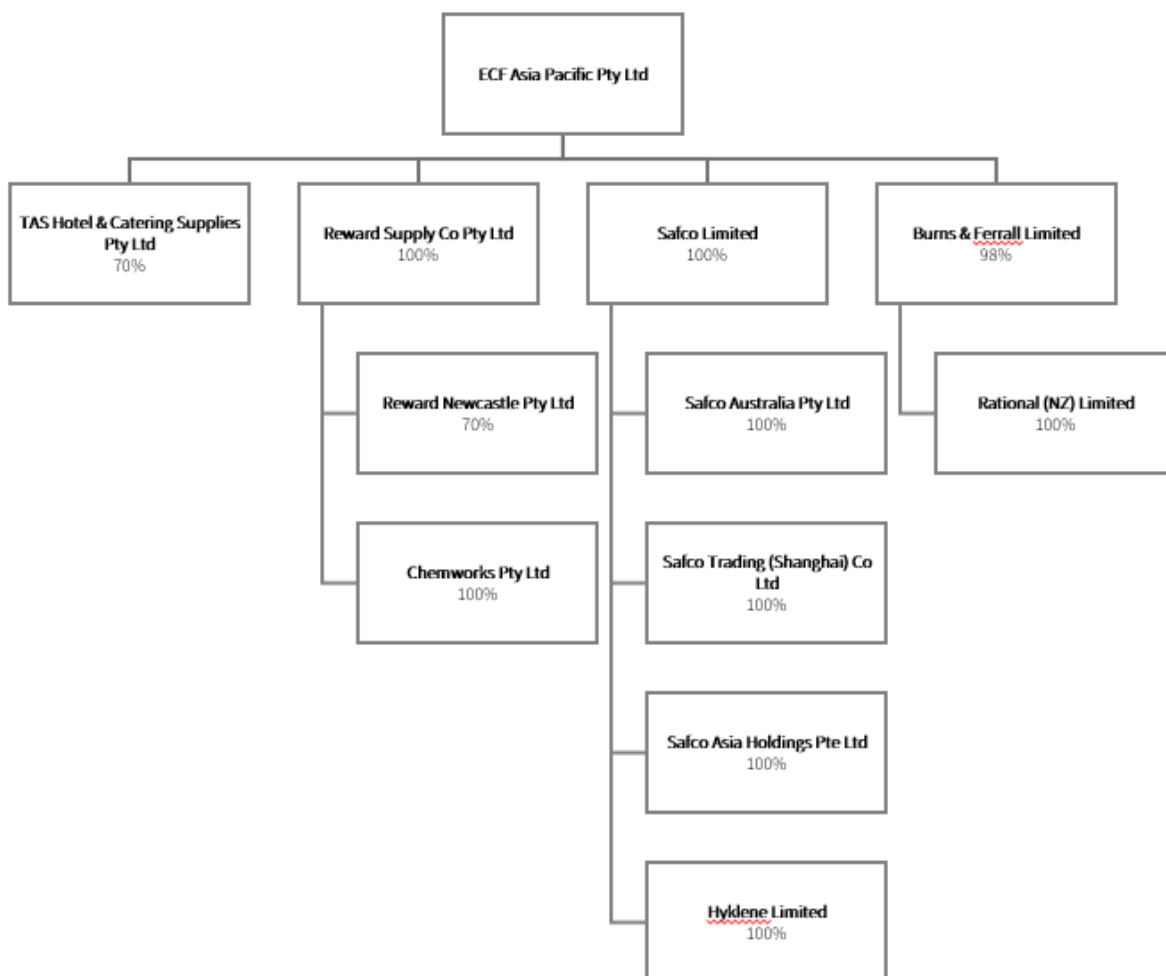 ECF Asia Pacific Pty Ltd
TAS Hotel & Catering Supplies
Pty Ltd
70%
Reward Supply Co Pty Ltd
100%
Safco Limited
100%
Burns & Ferrall Limited
98%
Reward Newcastle Pty Ltd
70%
Safco Australia Pty Ltd
100%
Rational (NZ) Limited
100%
Chemworks Pty Ltd
100%
Safco Trading (Shanghai) Co
Ltd
100%
Safco Asia Holdings Pte Ltd
100%
Hyklene Limited
100%